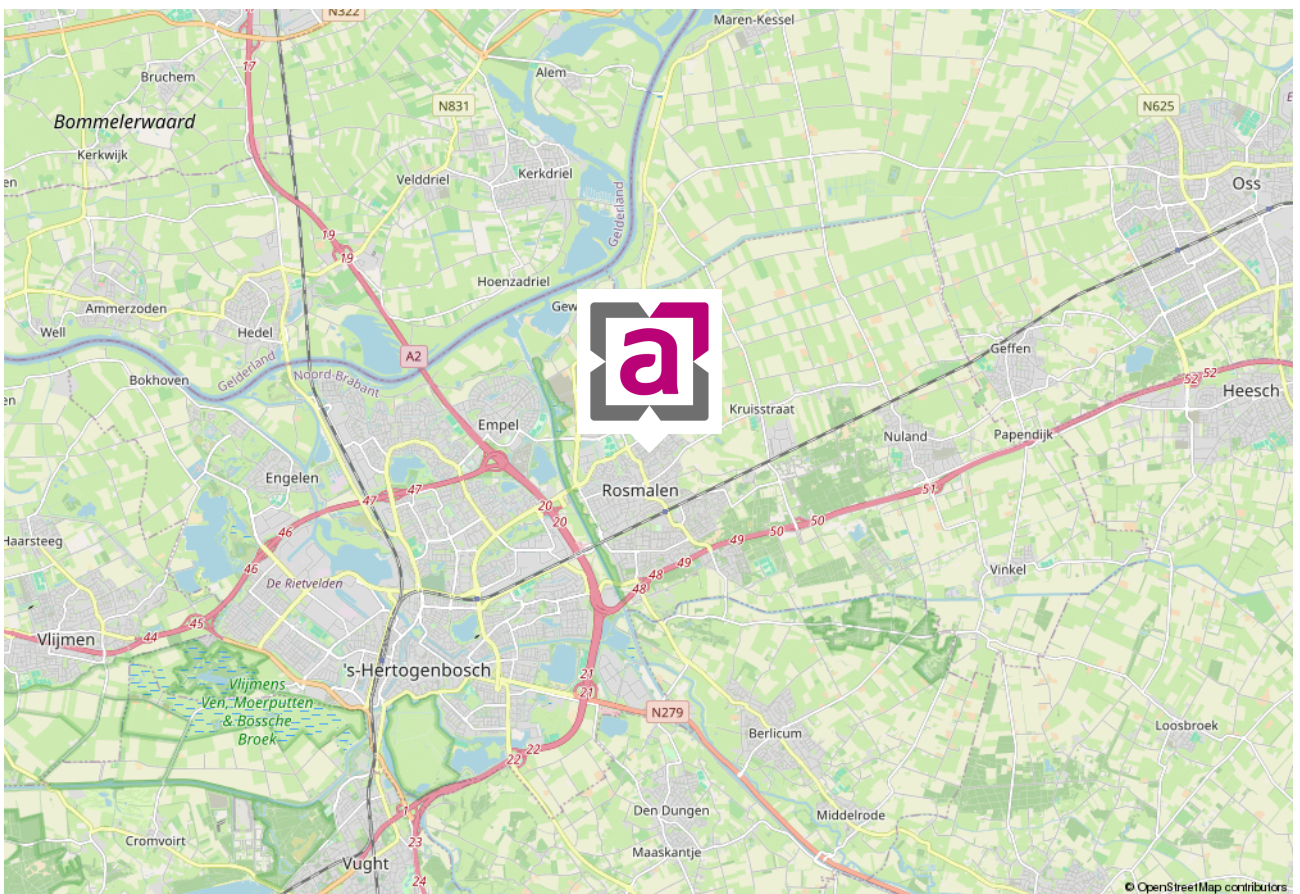 N322
Maren-Kessel
17
Bruchem
Alem
N831
N625
Bommelerwaard
Kerkwijk
Velddriel
Kerkdriel
Oss
Gelderland
19
19
Hoenzadriel
Ammerzoden
Well
Hedel
A2
Gelderland
Noord-Brabant
Bokhoven
a
Geffen
52
52
Heesch
Kruisstraat
Empel
Nuland
Papendijk
Engelen
47
47
Rosmalen
51
20
20
50
50
46
46
49
49
Haarsteeg
De Rietvelden
48
48
Vinkel
45
44
Vlijmen
's-Hertogenbosch
21
21
Vlijmens
Ven, Moerputten
& Bossche
Broek
N279
Berlicum
Loosbroek
22
22
1
Den Dungen
Middelrode
Cromvoirt
23
Maaskantje
Vught
24
© OpenStreetMap contributors